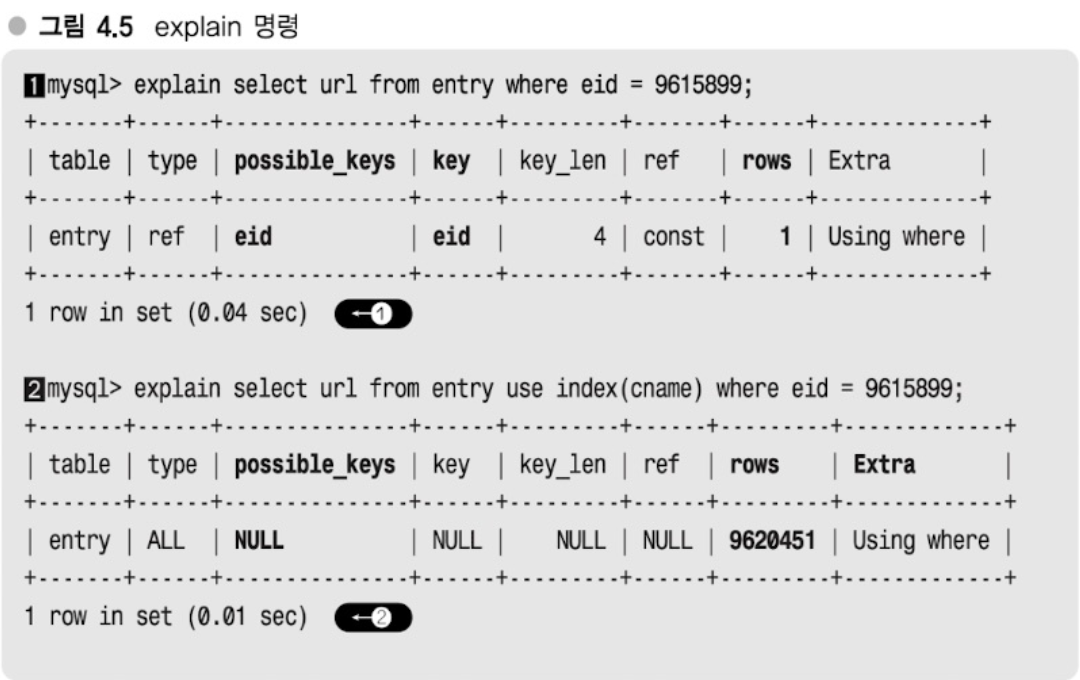 ● 그림 4.5 explain 명령
1mysql> explain select url from entry where eid = 9615899;
+-------+------+---------------+------+---------+-------+------+-------------+
| table | type | possible_keys | key | key_len | ref | rows | Extra |
+-------+------+---------------+------+---------+-------+------+-------------+
| entry | ref | eid | eid | 4 | const | 1 | Using where |
+-------+------+---------------+------+---------+-------+------+-------------+
1 row in set (0.04 sec) ←①
2mysql> explain select url from entry use index(cname) where eid = 9615899;
+-------+------+---------------+------+---------+------+---------+-------------+
| table | type | possible_keys | key | key_len | ref | rows | Extra |
+-------+------+---------------+------+---------+------+---------+-------------+
| entry | ALL | NULL | NULL | NULL | NULL | 9620451 | Using where |
+-------+------+---------------+------+---------+------+---------+-------------+
1 row in set (0.01 sec) ←②